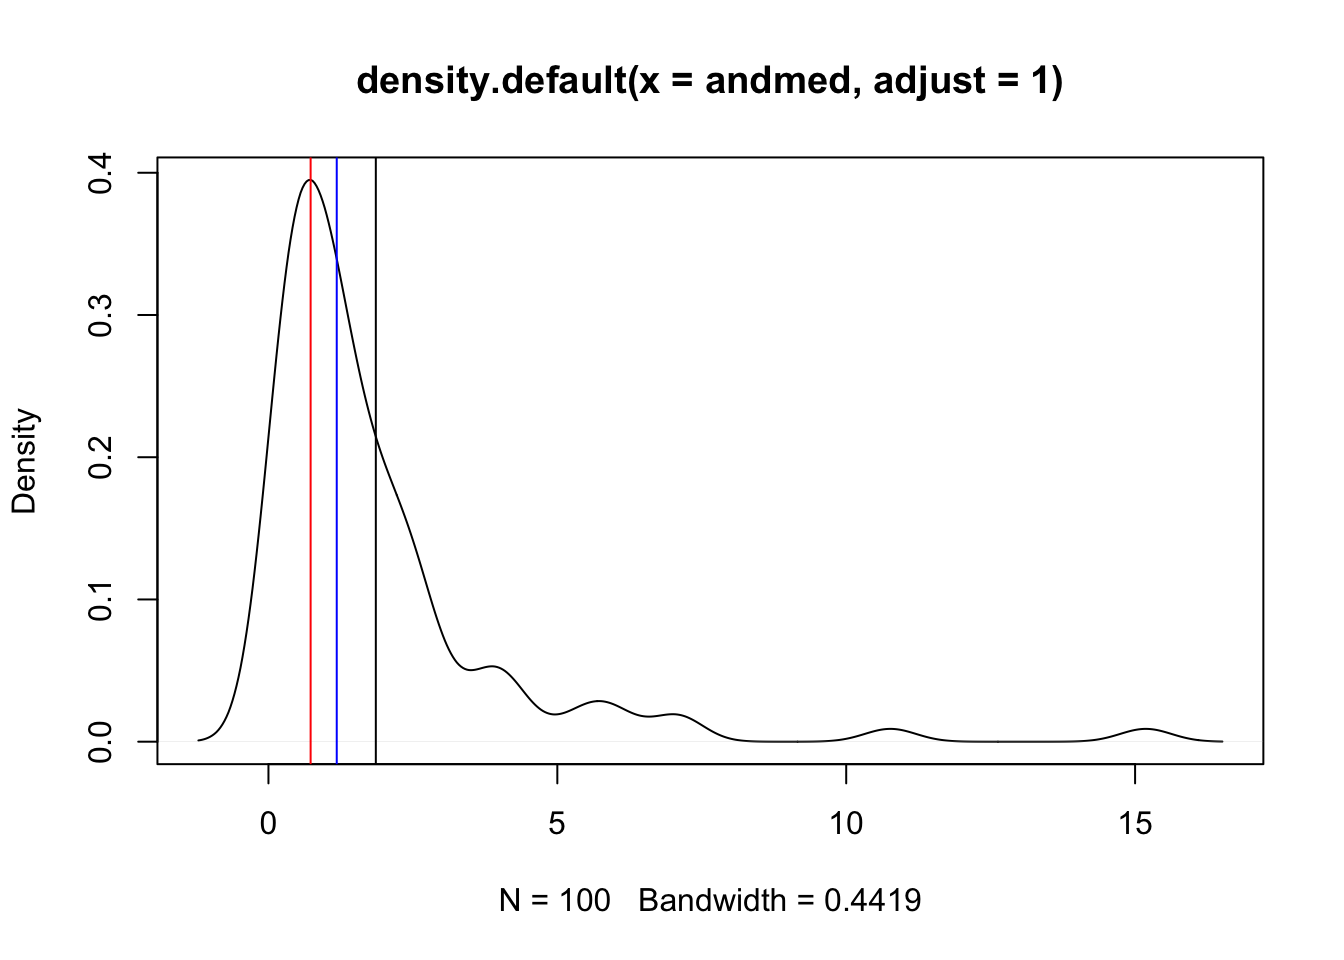 density.default(x = andmed, adjust = 1)
0.4
0.3
0.2
0.1
0.0
Density
0 5 10 15
N = 100 Bandwidth = 0.4419